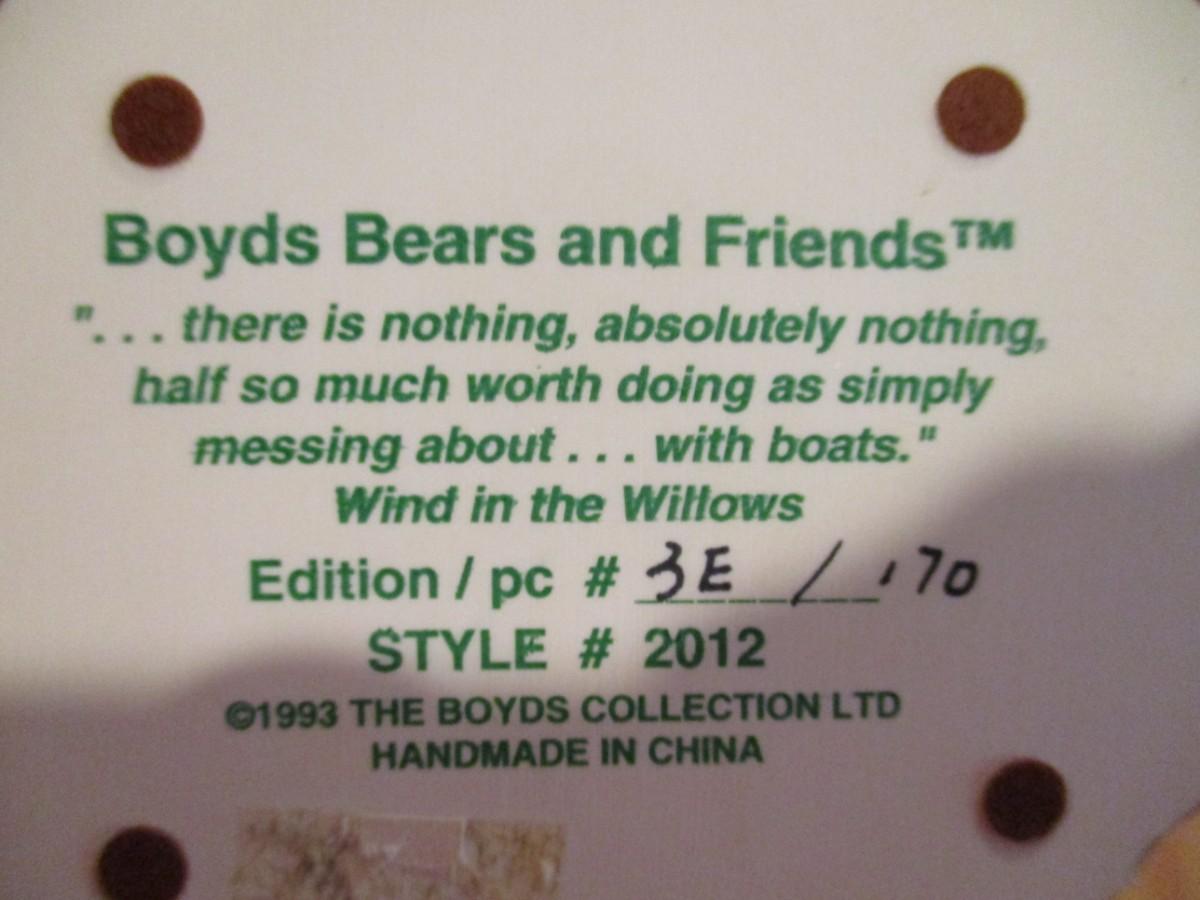 Boyds Bears and Friends™
". . . there is nothing, absolutely nothing,
half so much worth doing as simply
messing about . . . with boats."
Wind in the Willows
Edition / pc # 3E / '70
STYLE # 2012
©1993 THE BOYDS COLLECTION LTD
HANDMADE IN CHINA